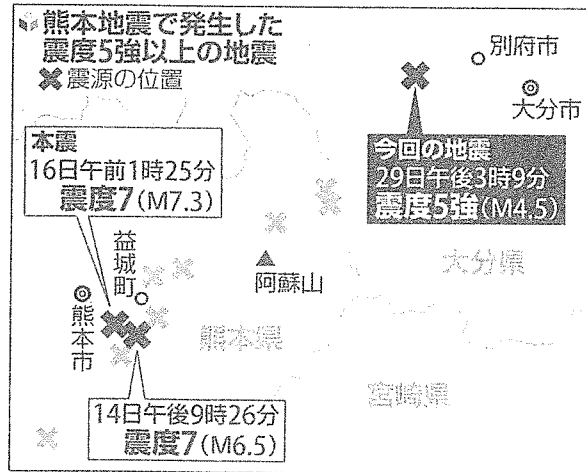 熊本地震で発生した
震度5強以上の地震
✖震源の位置
別府市
大分市
本震
16日午前1時25分
震度7(M7.3)
今回の地震
29日午後3時9分
震度5強(M4.5)
益城町
阿蘇山
大分県
熊本市
熊本県
宮崎県
14日午後9時26分
震度7(M6.5)